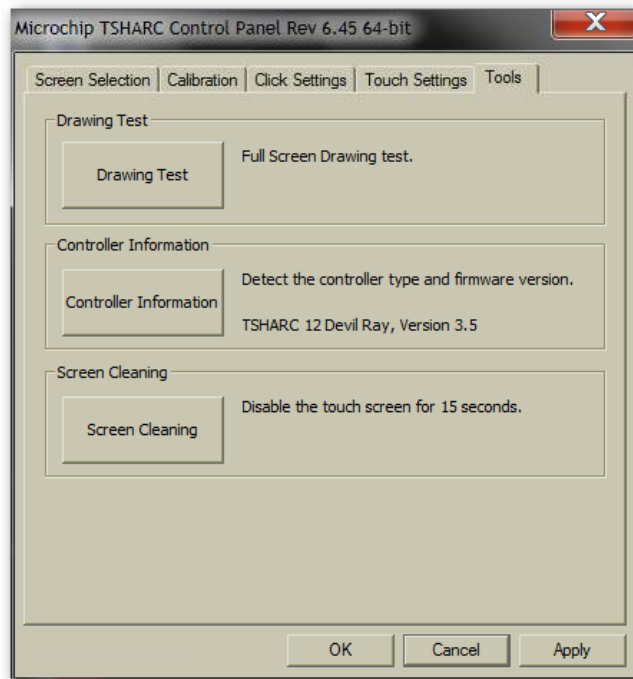 Microchip TSHARC Control Panel Rev 6.45 64-bit
X
Screen Selection Calibration Click Settings Touch Settings Tools
Drawing Test
Drawing Test
Full Screen Drawing test.
Controller Information
Controller Information
Detect the controller type and firmware version.
TSHARC 12 Devil Ray, Version 3.5
Screen Cleaning
Screen Cleaning
Disable the touch screen for 15 seconds.
OK Cancel Apply